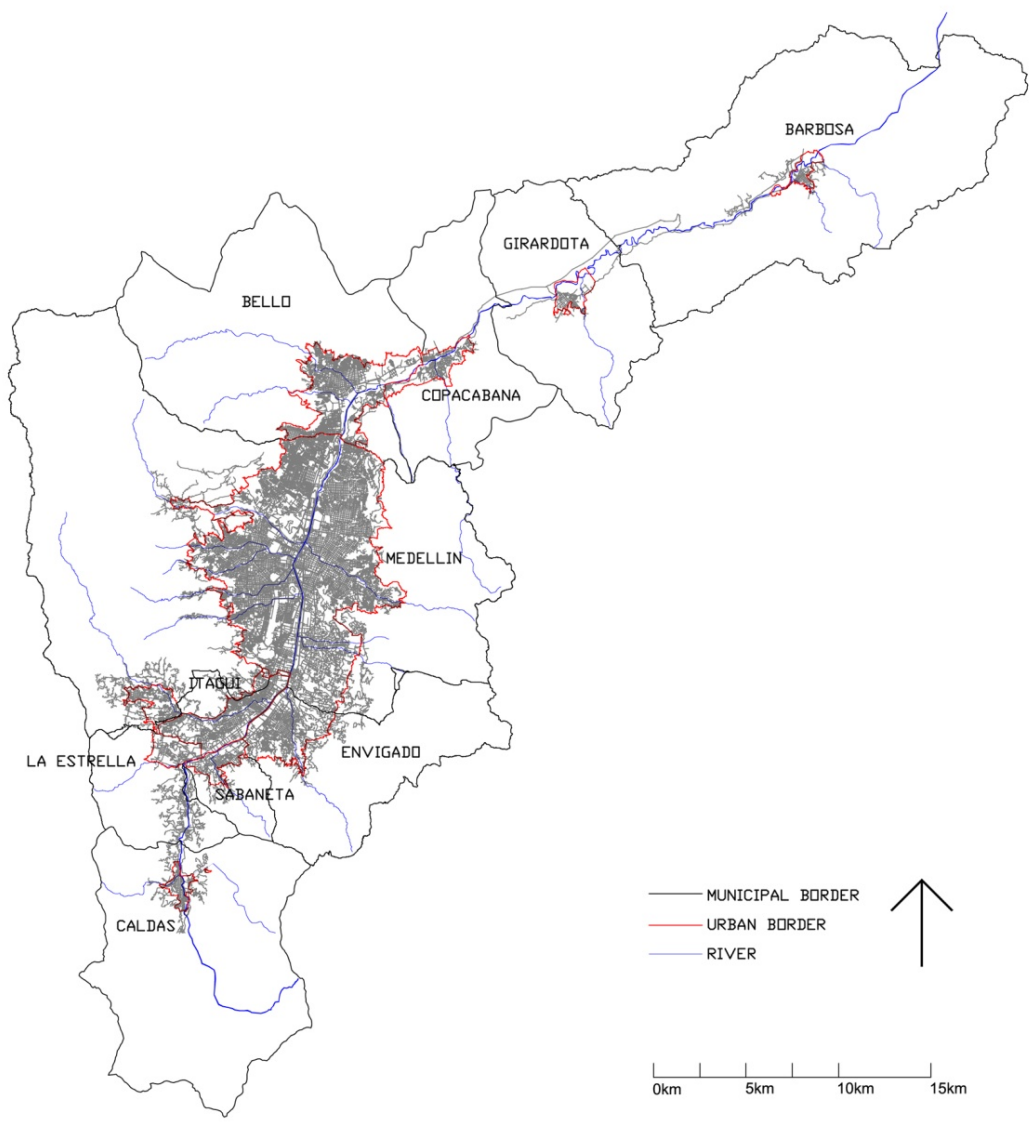 BARBOSA
GIRARDOTA
BELLO
COPACABANA
MEDELLIN
ITAGUI
ENVIGADO
LA ESTRELLA
SABANETA
CALDAS
MUNICIPAL BORDER
URBAN BORDER
RIVER
0km 5km 10km 15km